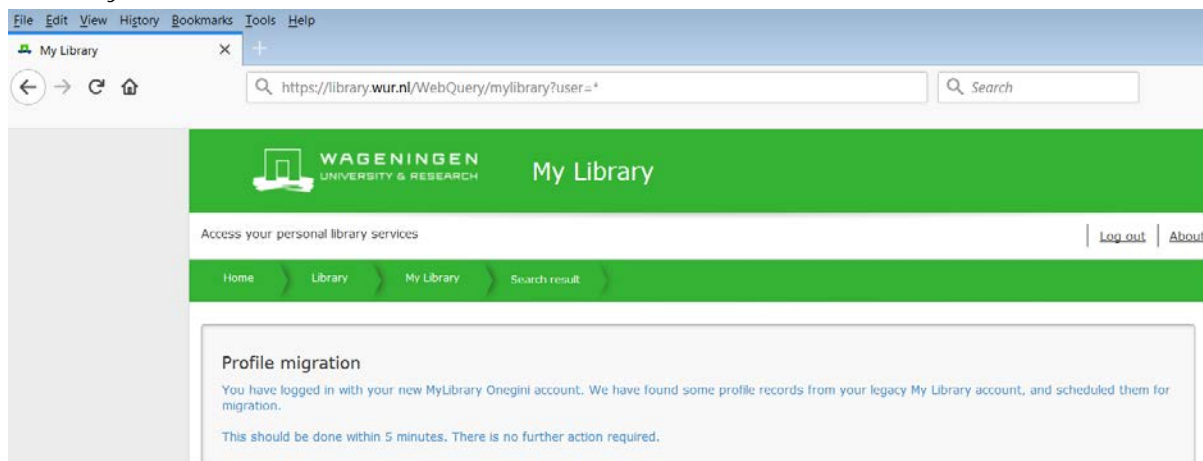 File Edit View History Bookmarks Tools Help
My Library
https://library.wur.nl/WebQuery/mylibrary?user=* Search
WAGENINGEN
UNIVERSITY & RESEARCH
My Library
Access your personal library services Log out About
Home Library My Library Search result
Profile migration
You have logged in with your new MyLibrary Onegini account. We have found some profile records from your legacy My Library account, and scheduled them for
migration.
This should be done within 5 minutes. There is no further action required.